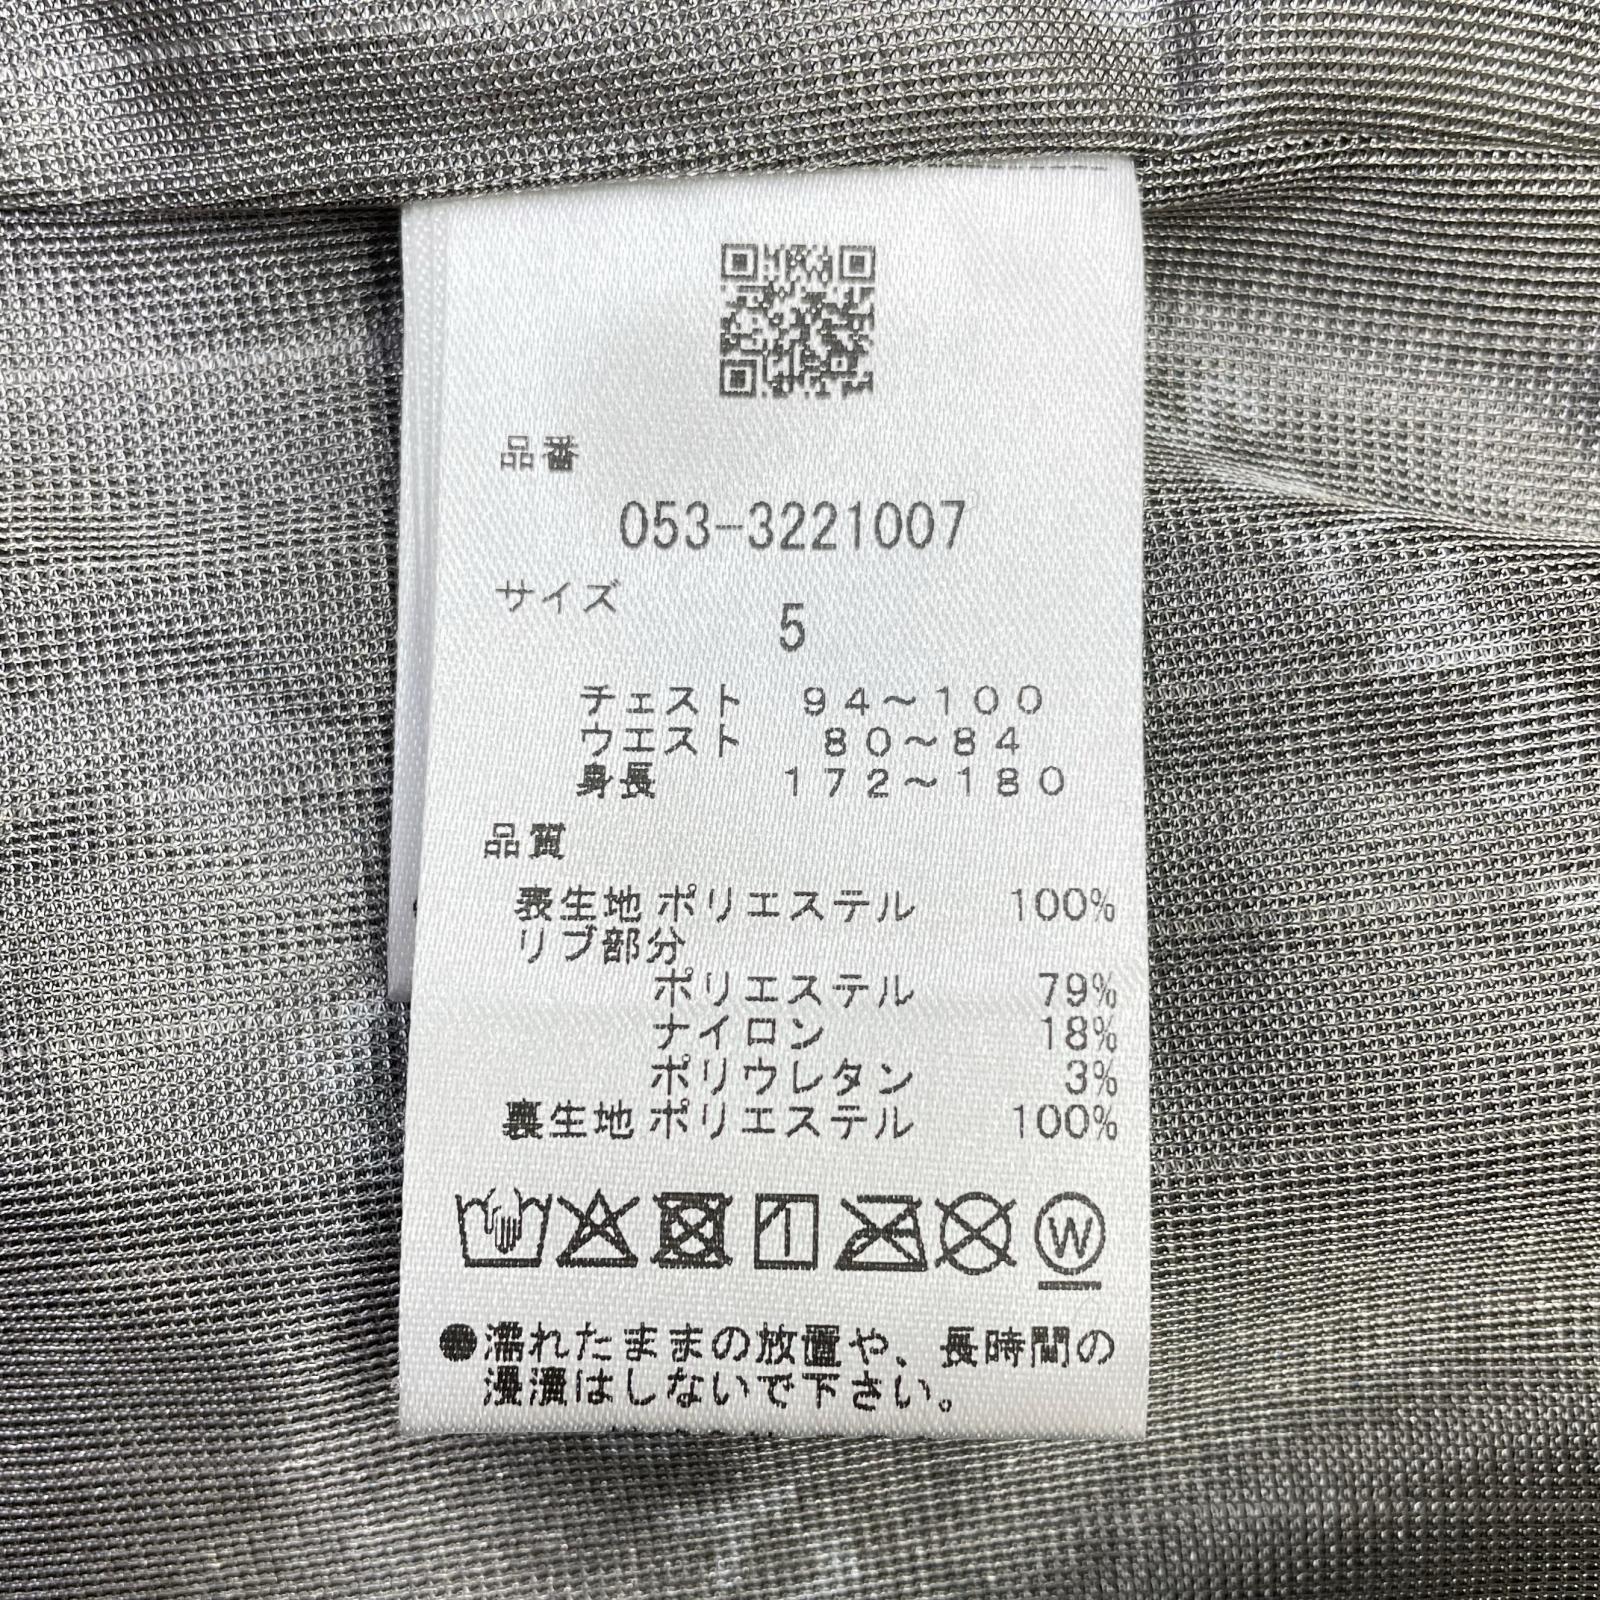 品番
053-3221007
サイズ 5
チェスト 94～100
ウエスト 80～84
身長 172～180
品質
表生地 ポリエステル 100%
リブ部分
ポリエステル 79%
ナイロン 18%
ポリウレタン 3%
裏生地 ポリエステル 100%
W
●濡れたままの放置や、長時間の
浸漬はしないで下さい。